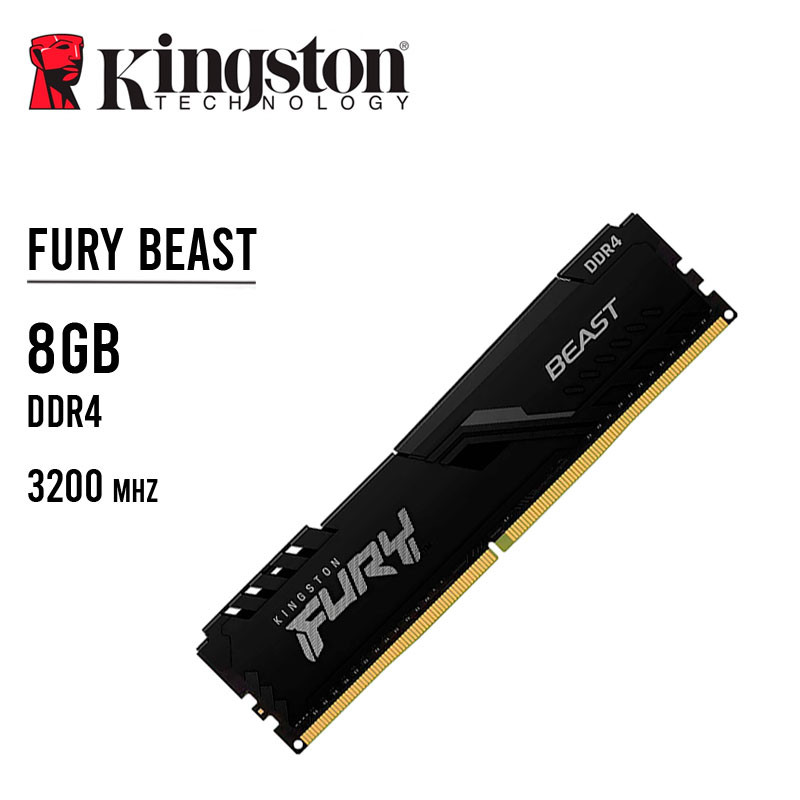 Kingston®
TECHNOLOGY
FURY BEAST
8GB
DDR4
3200 MHZ
DDR4
BEAST
KINGSTON
FURY